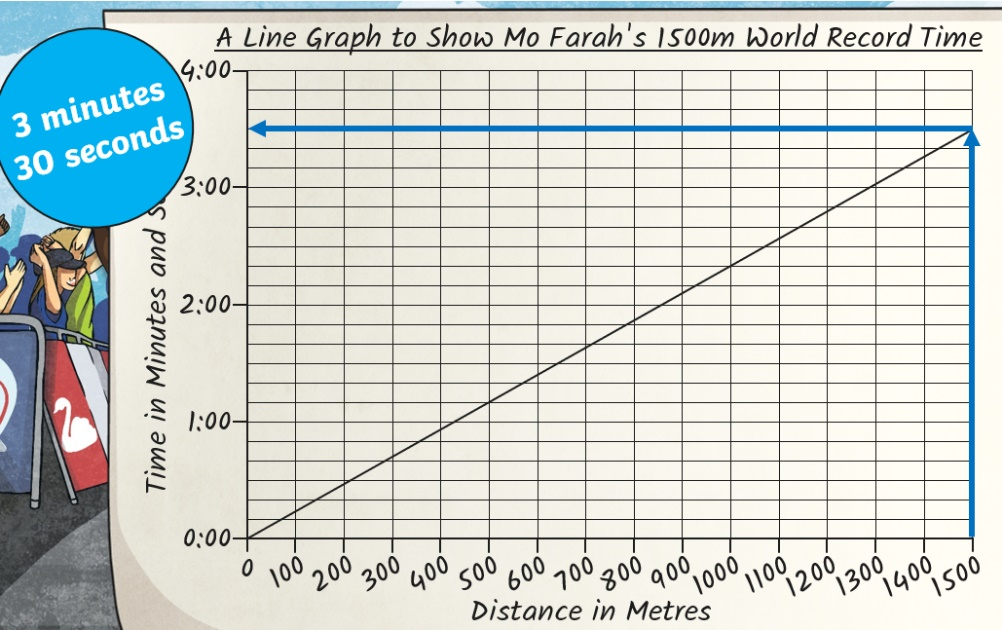 A Line Graph to Show Mo Farah's 1500m World Record Time
3 minutes
30 seconds
4:00
3:00
2:00
1:00
0:00
Time in Minutes and
0 100 200 300 400 500 600 700 800 900 1000 1100 1200 1300 1400 1500
Distance in Metres